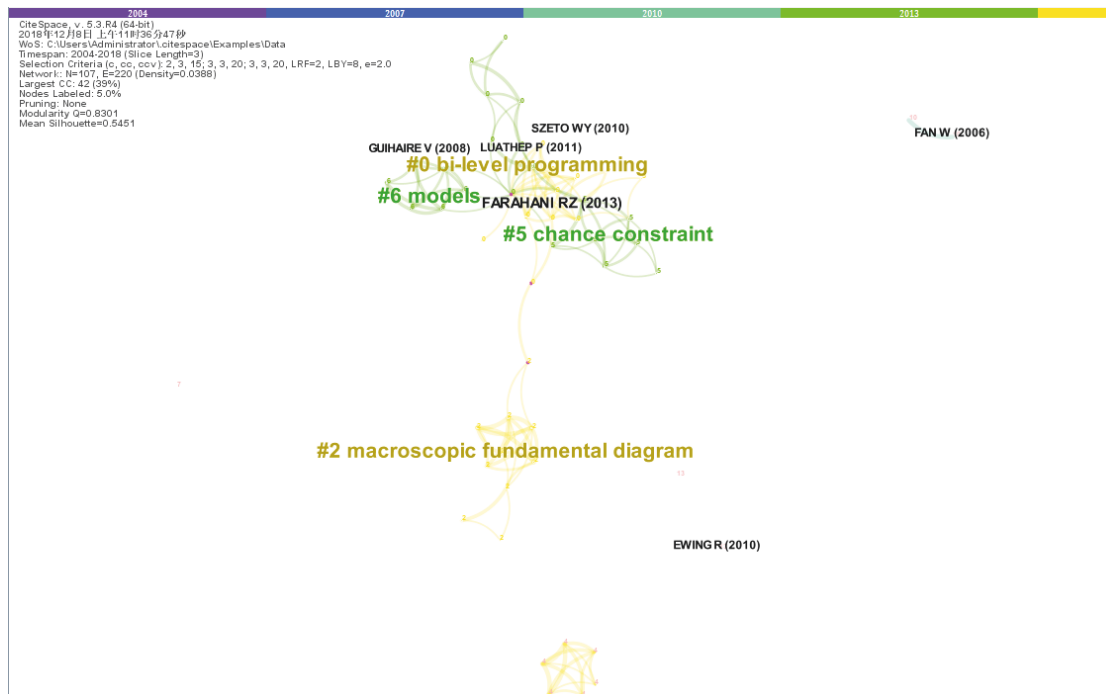 2004 2007 2010 2013
CiteSpace, v. 5.3.R4 (64-bit)
2018年12月8日 上午11时36分47秒
WoS: C:\Users\Administrator\.citespace\Examples\Data
Timespan: 2004-2018 (Slice Length=3)
Selection Criteria (c, cc, ccv): 2, 3, 15; 3, 3, 20; 3, 3, 20, LRF=2, LBY=8, e=2.0
Network: N=107, E=220 (Density=0.0388)
Largest CC: 42 (39%)
Nodes Labeled: 5.0%
Pruning: None
Modularity Q=0.8301
Mean Silhouette=0.5451
SZETO WY (2010)
FAN W (2006)
GUIHAIRE V (2008) LUATHEP P (2011)
#0 bi-level programming
#6 models
FARAHANI RZ (2013)
#5 chance constraint
7
#2 macroscopic fundamental diagram
EWING R (2010)